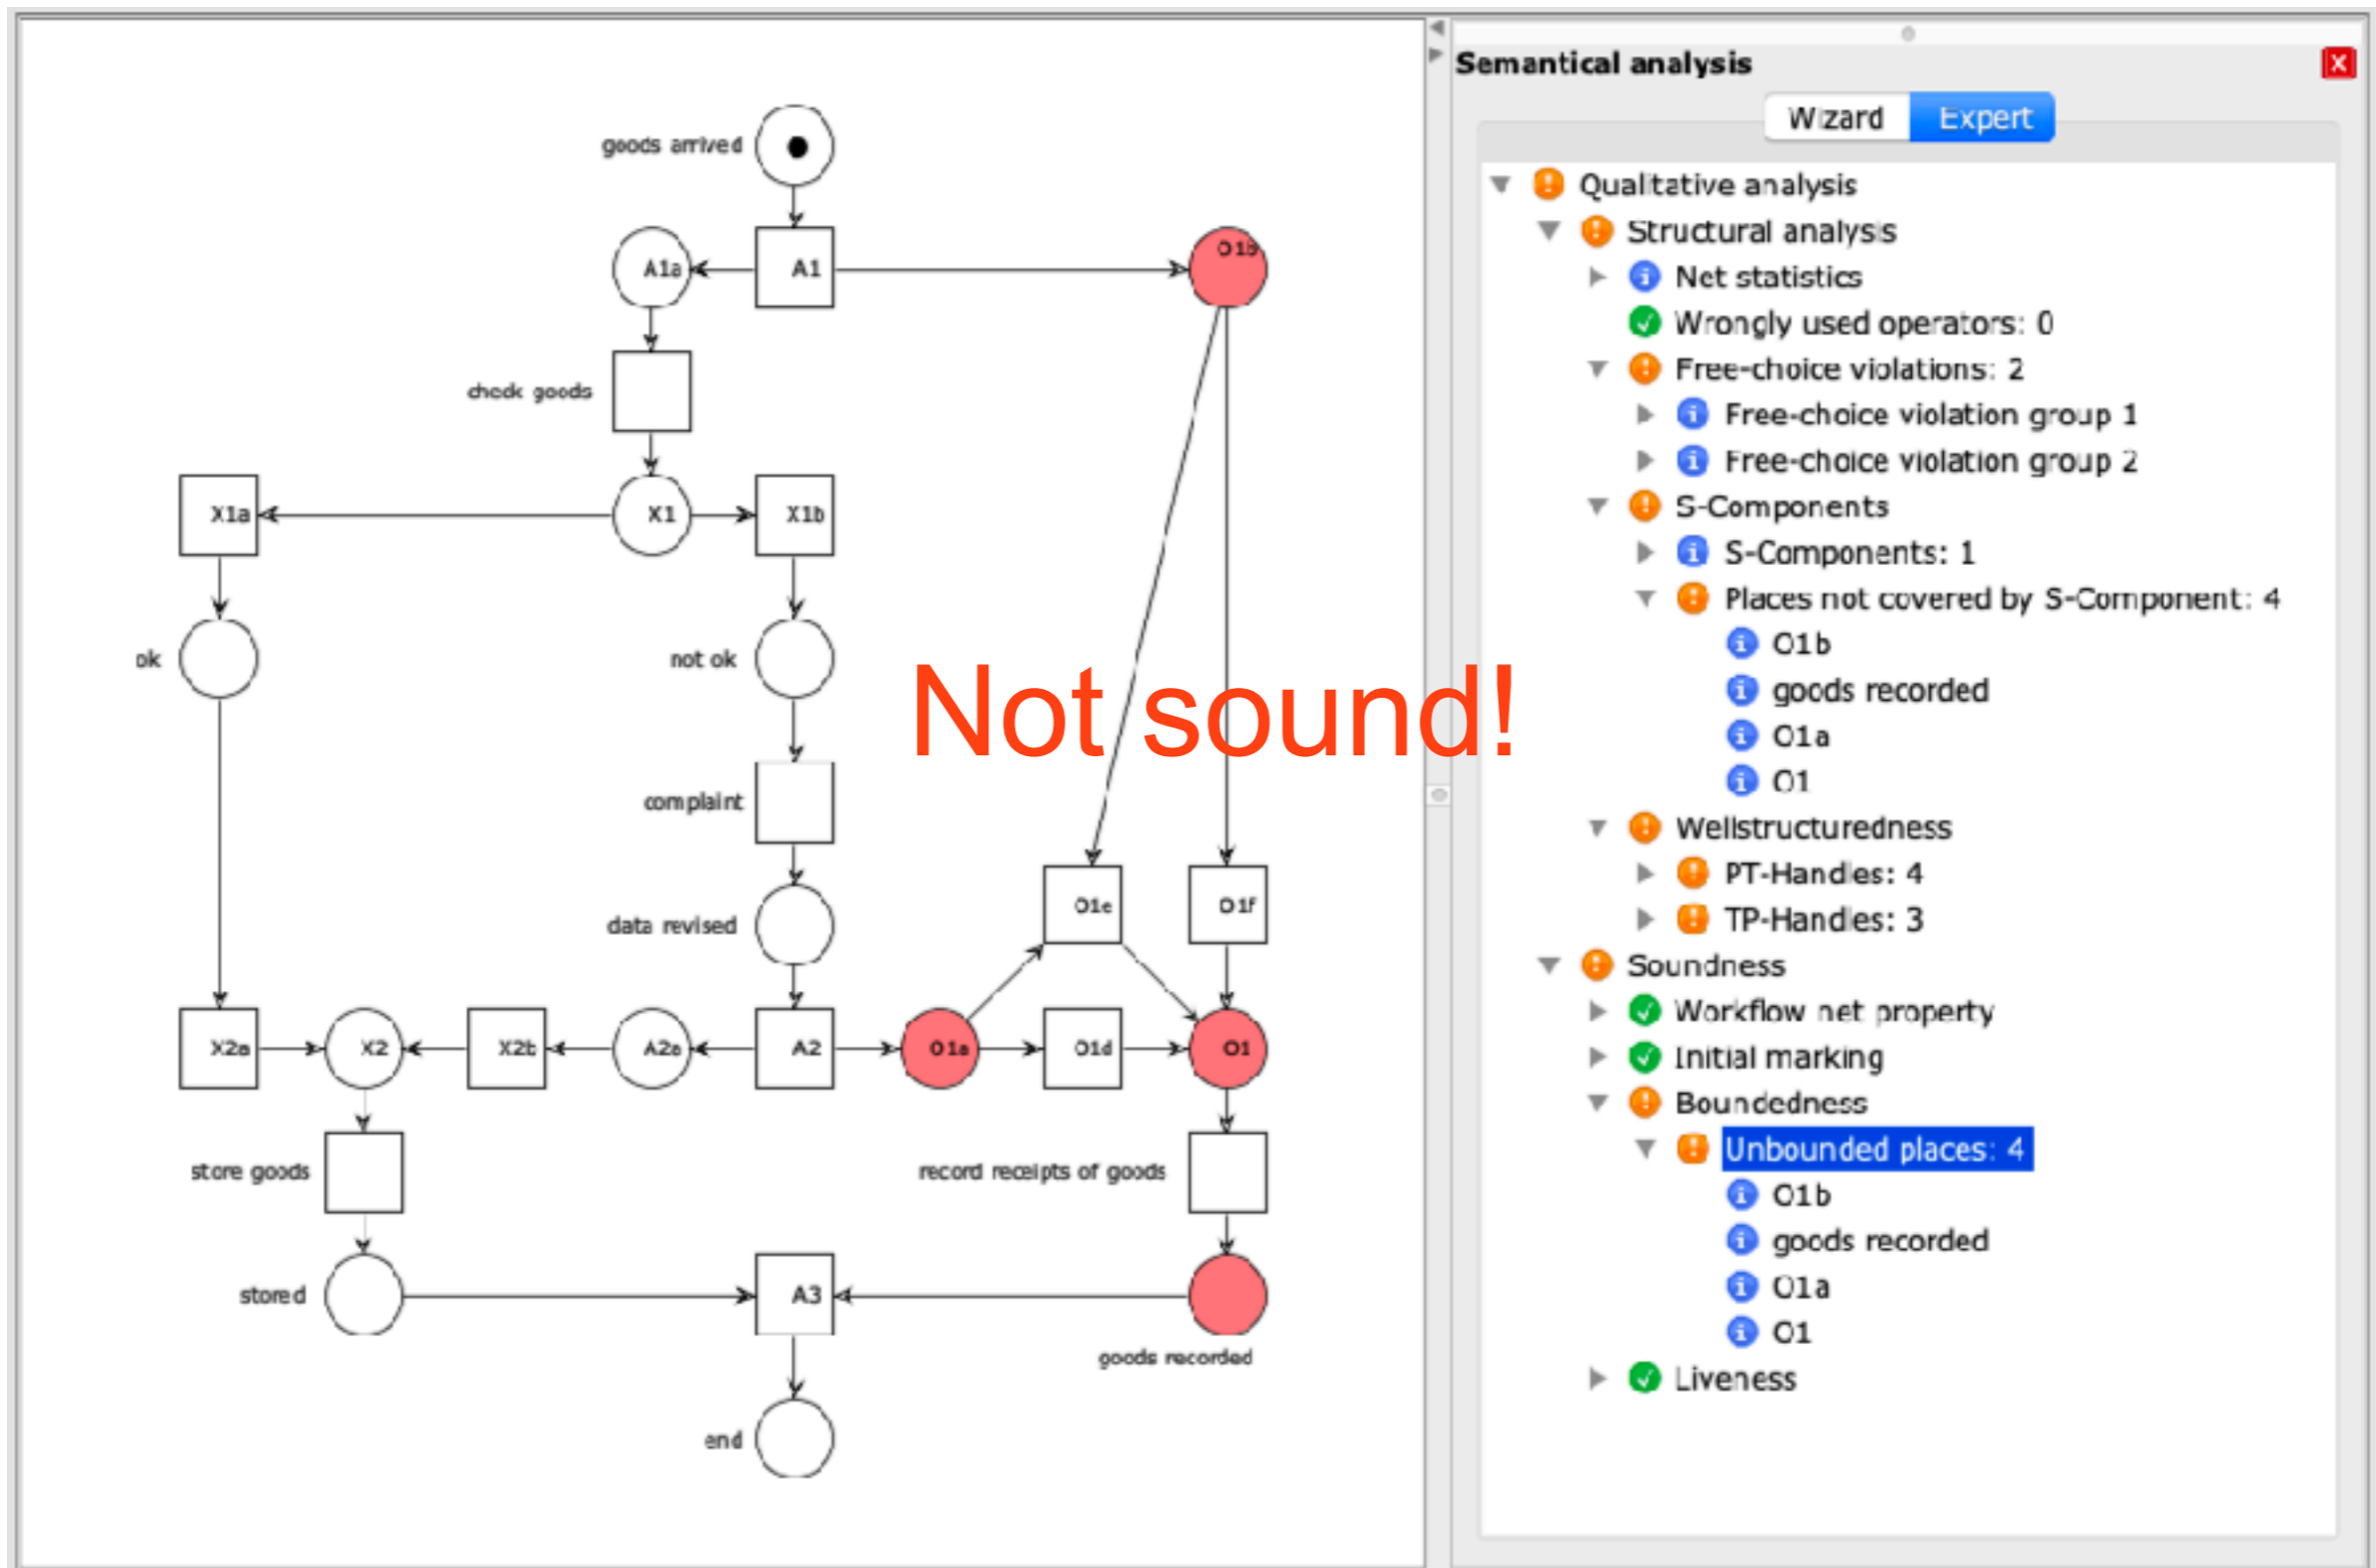 Semantical analysis
Wizard
Expert
goods arrived
A1a
A1
O1b
check goods
X1a
X1
X1b
ok
not ok
Not sound!
complaint
O1e
O1f
data revised
X2a
X2
X2b
A2a
A2
O1a
O1d
O1
store goods
record receipts of goods
stored
A3
goods recorded
end
Qualitative analysis
Structural analysis
Net statistics
Wrongly used operators: 0
Free-choice violations: 2
Free-choice violation group 1
Free-choice violation group 2
S-Components
S-Components: 1
Places not covered by S-Component: 4
O1b
goods recorded
O1a
O1
Wellstructuredness
PT-Handles: 4
TP-Handles: 3
Soundness
Workflow net property
Initial marking
Boundedness
Unbounded places: 4
O1b
goods recorded
O1a
O1
Liveness